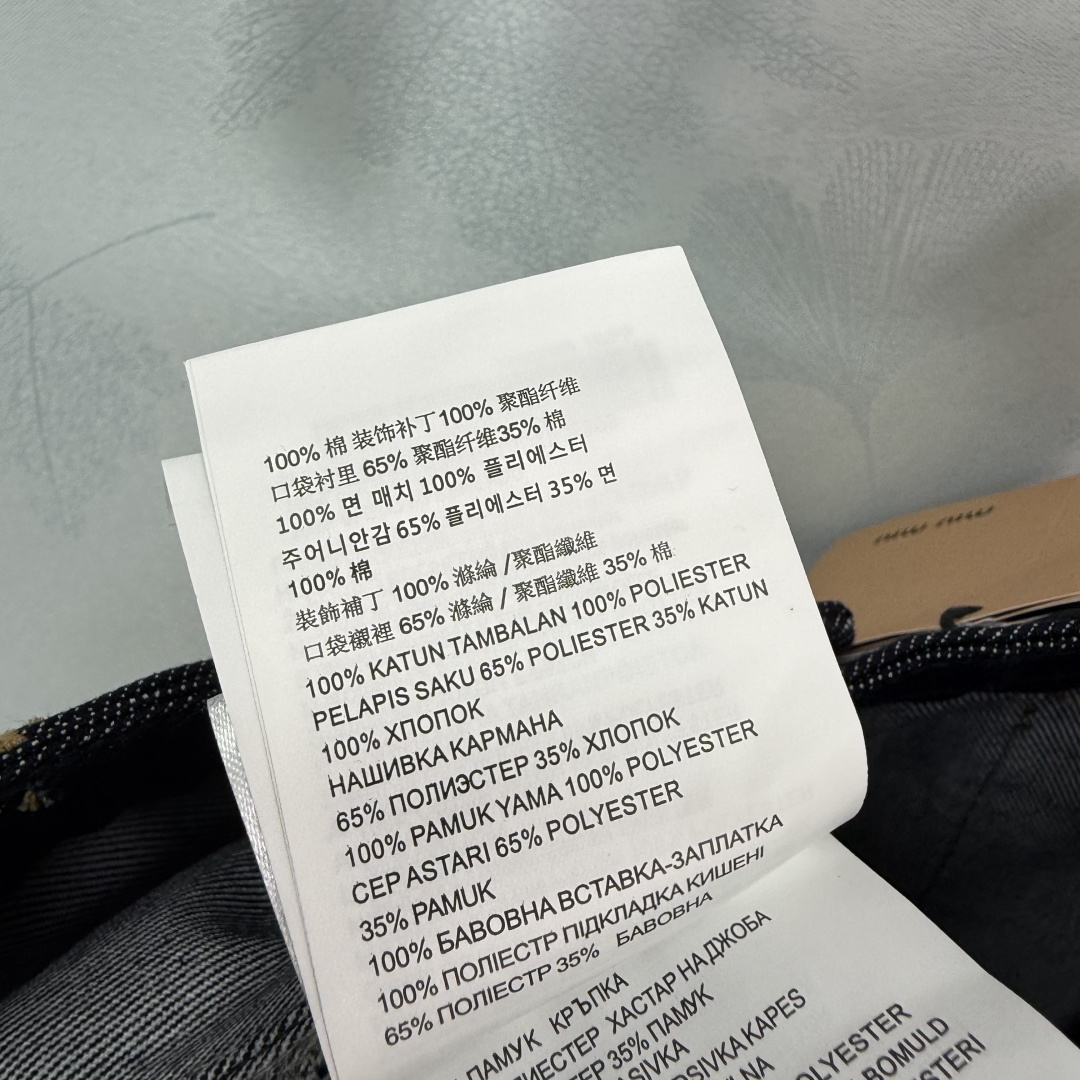 100% 棉 装饰补丁100% 聚酯纤维
口袋衬里 65% 聚酯纤维35% 棉
100% 면 매치 100% 플리에스터
주어니안감 65% 플리에스터 35% 면
100% 棉
裝飾補丁 100% 滌綸 /聚酯纖維
口袋襯裡 65% 滌綸 / 聚酯纖維 35% 棉
100% KATUN TAMBALAN 100% POLIESTER
PELAPIS SAKU 65% POLIESTER 35% KATUN
100% ХЛОПОК
НАШИВКА КАРМАНА
65% ПОЛИЭСТЕР 35% ХЛОПОК
100% PAMUK YAMA 100% POLYESTER
CEP ASTARI 65% POLYESTER
35% PAMUK
100% БАВОВНА ВСТАВКА-ЗАПЛАТКА
100% ПОЛІЕСТР ПІДКЛАДКА КИШЕНІ
65% ПОЛІЕСТР 35% БАВОВНА
ПАМУК КРЪПКА
ХАСТАР НА ДЖОБА
35% ПАМУК
KAPES
BOMULD
miu miu